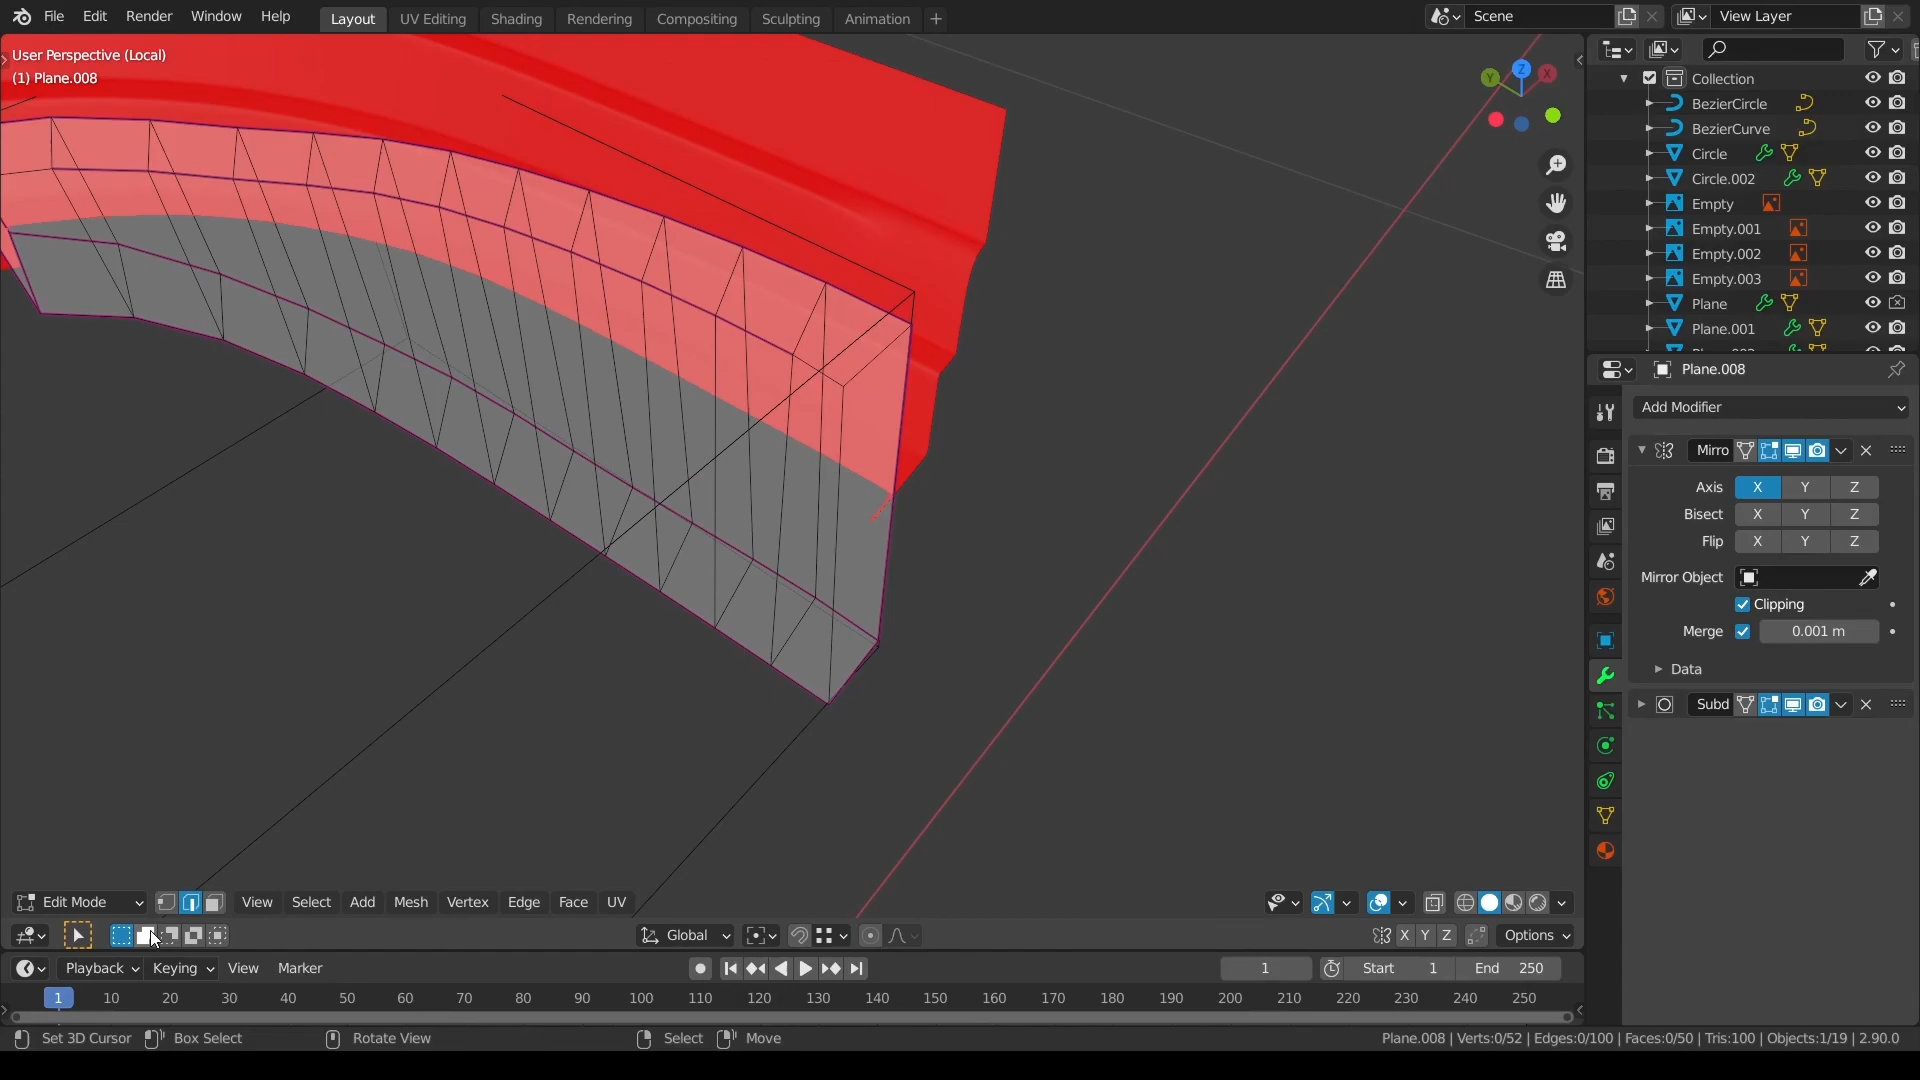 File Edit Render Window Help Layout UV Editing Shading Rendering Compositing Sculpting Animation + Scene View Layer
User Perspective (Local)
(1) Plane.008
Z
Y
X
Collection
BezierCircle
BezierCurve
Circle
Circle.002
Empty
Empty.001
Empty.002
Empty.003
Plane
Plane.001
Plane.008
Add Modifier
Mirro
Axis X Y Z
Bisect X Y Z
Flip X Y Z
Mirror Object
Clipping
Merge 0.001 m
Data
Subd
Edit Mode View Select Add Mesh Vertex Edge Face UV
Global X Y Z Options
Playback Keying View Marker 1 Start 1 End 250
1 10 20 30 40 50 60 70 80 90 100 110 120 130 140 150 160 170 180 190 200 210 220 230 240 250
Set 3D Cursor Box Select Rotate View Select Move Plane.008 | Verts:0/52 | Edges:0/100 | Faces:0/50 | Tris:100 | Objects:1/19 | 2.90.0